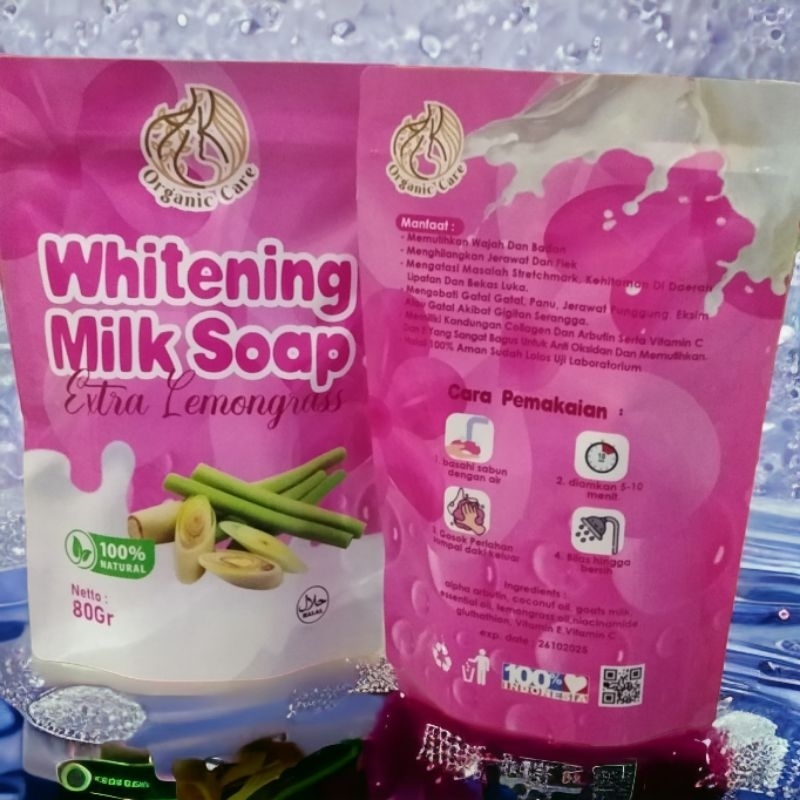 ZK
Organic Care
Whitening
Milk Soap
Extra Lemongrass
100%
NATURAL
Netto :
80Gr
حلال
HALAL
ZK
Organic Care
Manfaat :
- Memutihkan Wajah Dan Badan
- Menghilangkan Jerawat Dan Flek
- Mengatasi Masalah Stretchmark, Kehitaman Di Daerah
Lipatan Dan Bekas Luka.
- Mengobati Gatal Gatal, Panu, Jerawat Punggung, Eksim
Atau Gatal Akibat Gigitan Serangga.
Memiliki Kandungan Collagen Dan Arbutin Serta Vitamin C
Dan E Yang Sangat Bagus Untuk Anti Oksidan Dan Memutihkan.
Halal 100% Aman Sudah Lolos Uji Laboratorium
Cara Pemakaian :
1. basahi sabun
dengan air
2. diamkan 5-10
menit.
3. Gosok Perlahan
sampai daki keluar
4. Bilas hingga
bersih
Ingredients :
alpha arbutin, coconut oil, goats milk,
essential oil, lemongrass oil, niacinamide
gluthathion, Vitamin E, Vitamin C
exp. date : 26102025
100%
INDONESIA